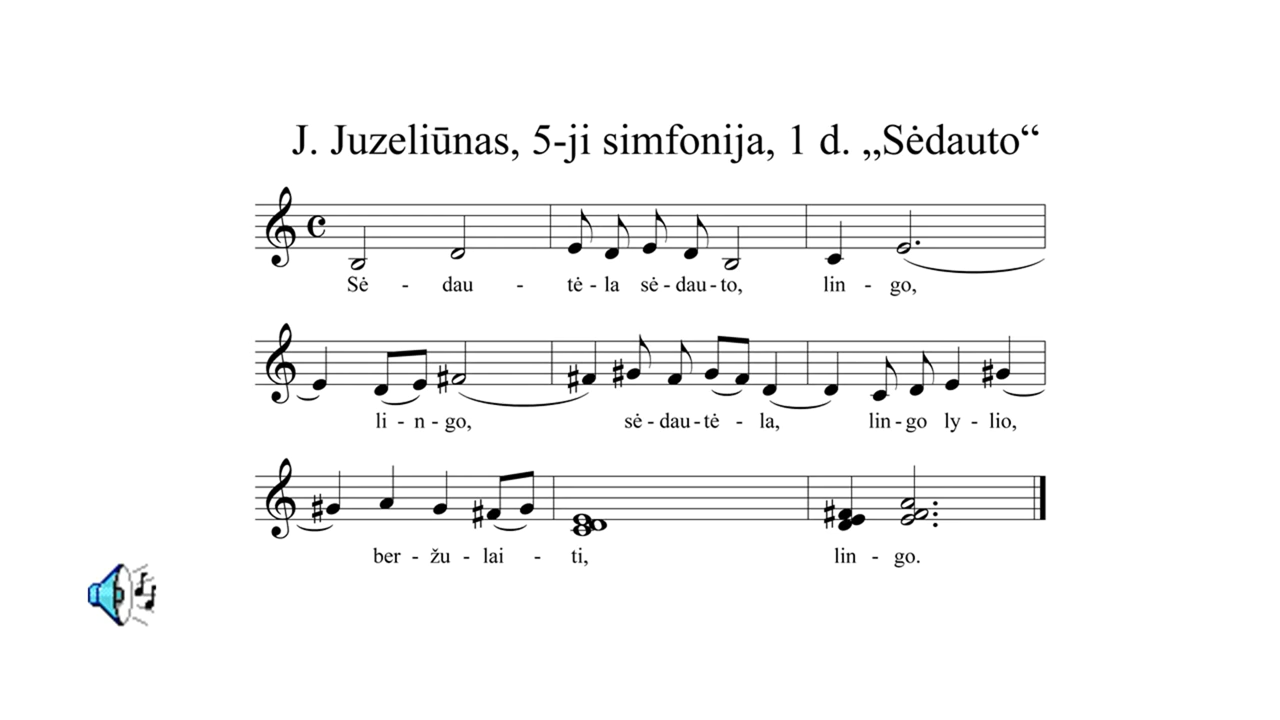 J. Juzeliūnas, 5-ji simfonija, 1 d. „Sėdauto“
Sė - dau - tė - la sė - dau - to, lin - go,
li - n - go, sė - dau - tė - la, lin - go ly - lio,
ber - žu - lai - ti, lin - go.